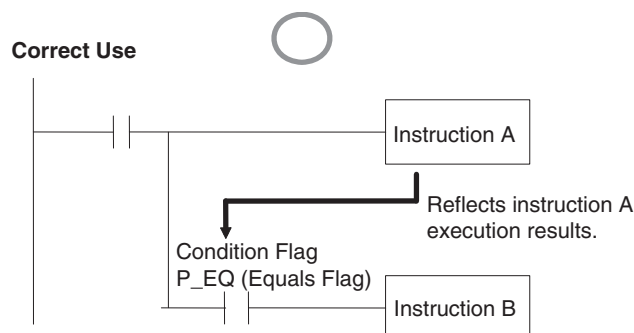 Correct Use
Instruction A
Reflects instruction A
execution results.
Condition Flag
P_EQ (Equals Flag)
Instruction B